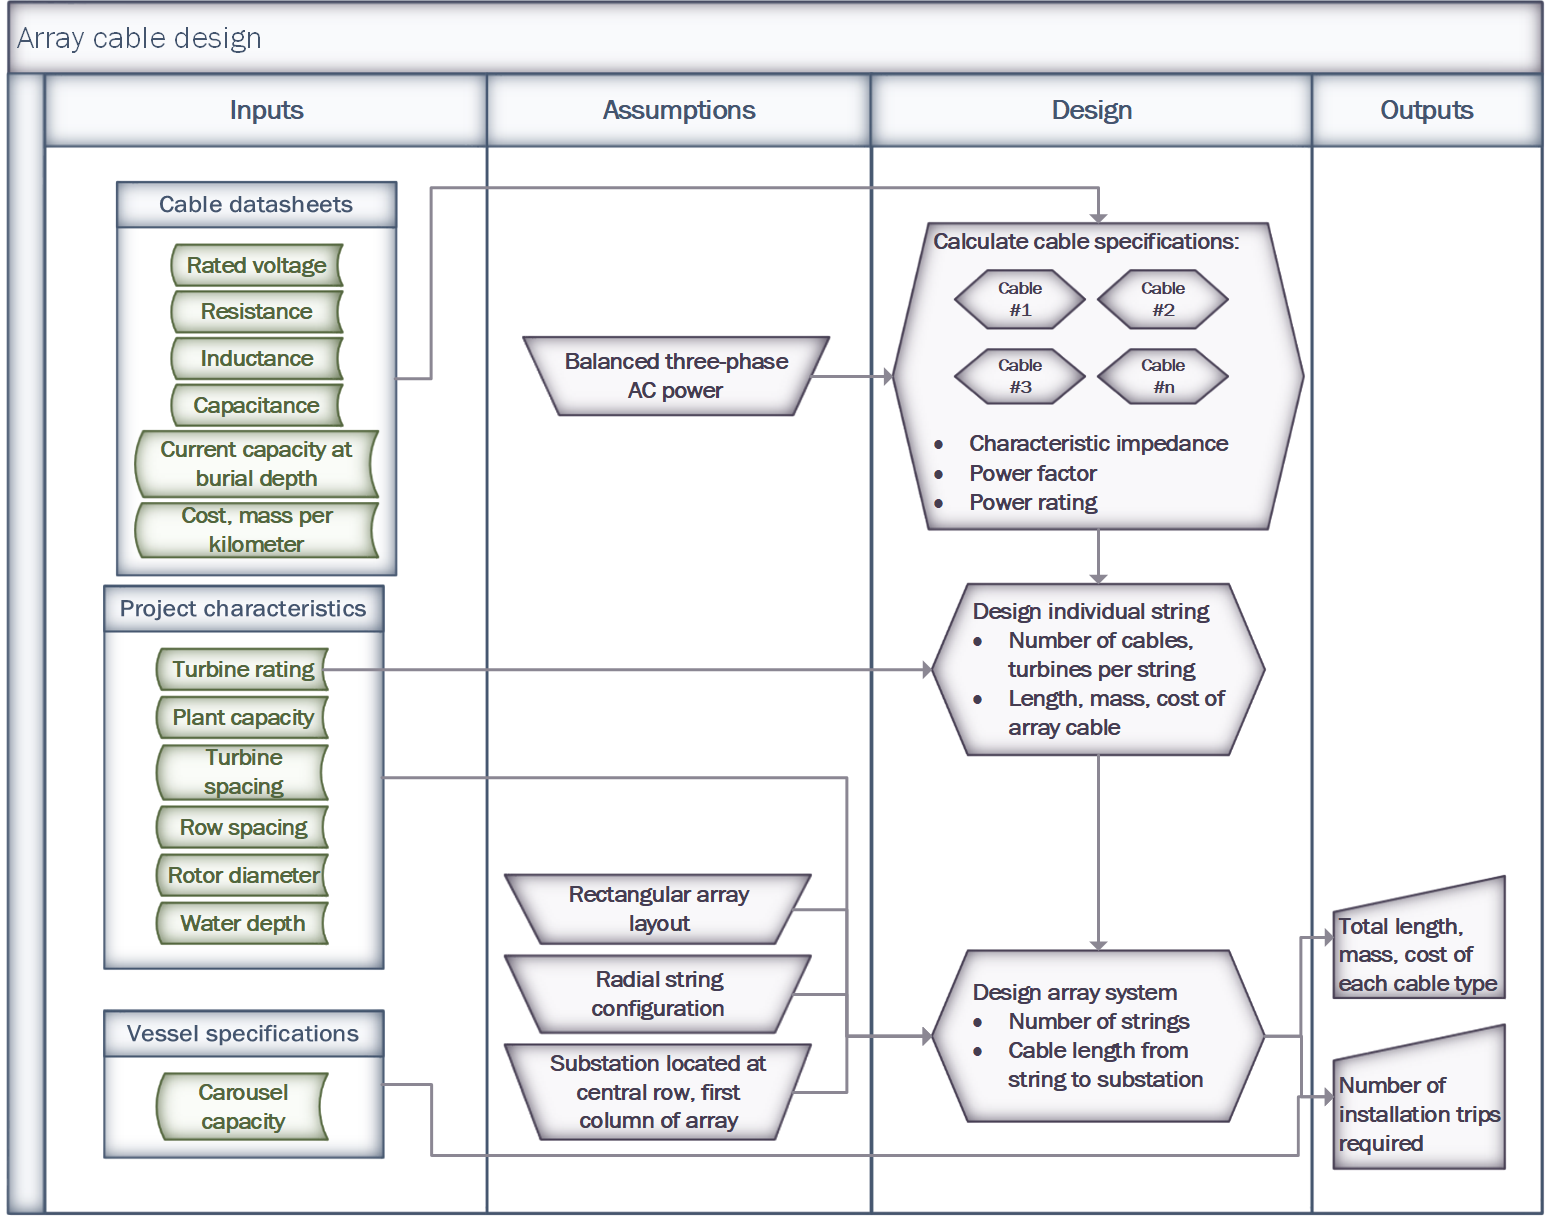 Array cable design
Inputs
Assumptions
Design
Outputs
Cable datasheets
Rated voltage
Resistance
Inductance
Capacitance
Current capacity at
burial depth
Cost, mass per
kilometer
Project characteristics
Turbine rating
Plant capacity
Turbine
spacing
Row spacing
Rotor diameter
Water depth
Vessel specifications
Carousel
capacity
Balanced three-phase
AC power
Rectangular array
layout
Radial string
configuration
Substation located at
central row, first
column of array
Calculate cable specifications:
Cable
#1
Cable
#2
Cable
#3
Cable
#n
• Characteristic impedance
• Power factor
• Power rating
Design individual string
• Number of cables,
turbines per string
• Length, mass, cost of
array cable
Design array system
• Number of strings
• Cable length from
string to substation
Total length,
mass, cost of
each cable type
Number of
installation trips
required